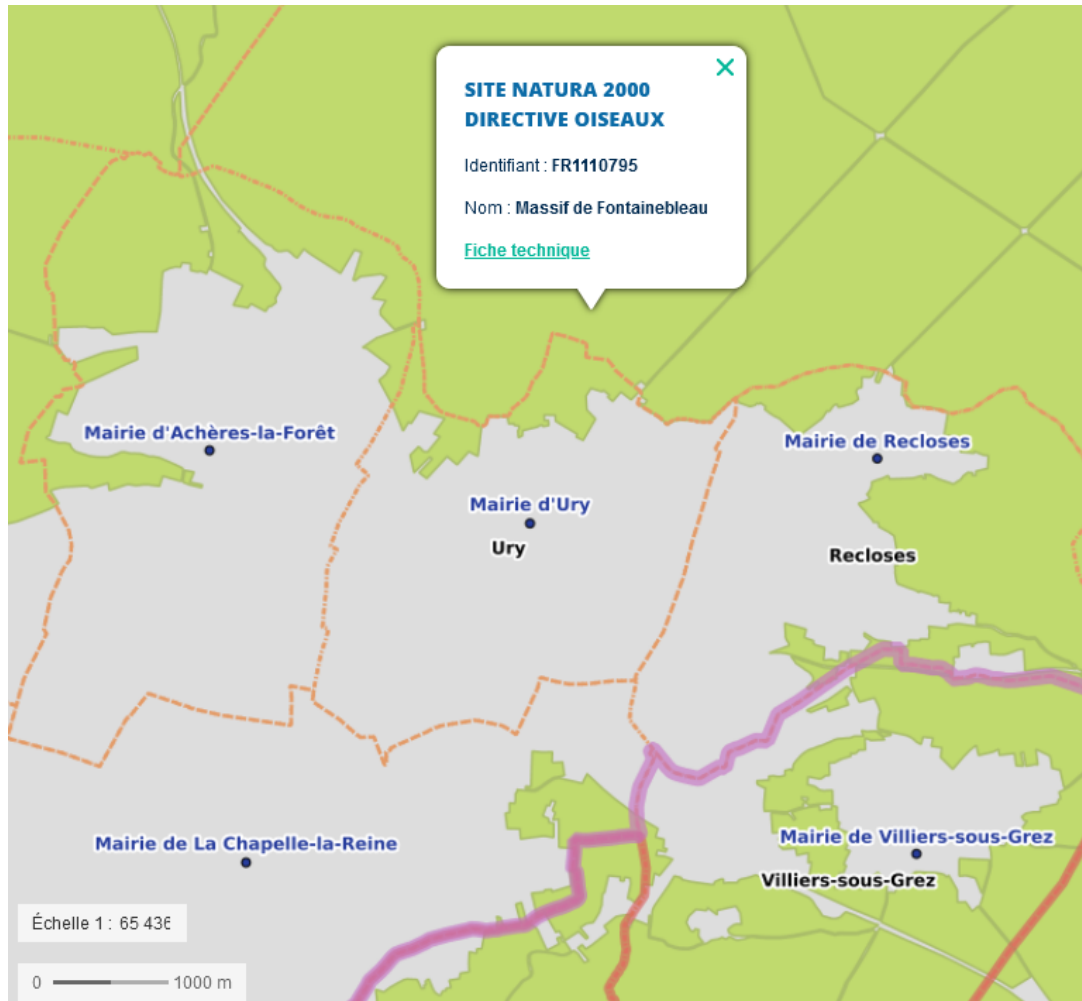 SITE NATURA 2000
DIRECTIVE OISEAUX
Identifiant : FR1110795
Nom : Massif de Fontainebleau
Fiche technique
Mairie d'Achères-la-Forêt
Mairie de Recloses
Mairie d'Ury
Ury
Recloses
Mairie de La Chapelle-la-Reine
Mairie de Villiers-sous-Grez
Villiers-sous-Grez
Échelle 1 : 65 436
0 1000 m